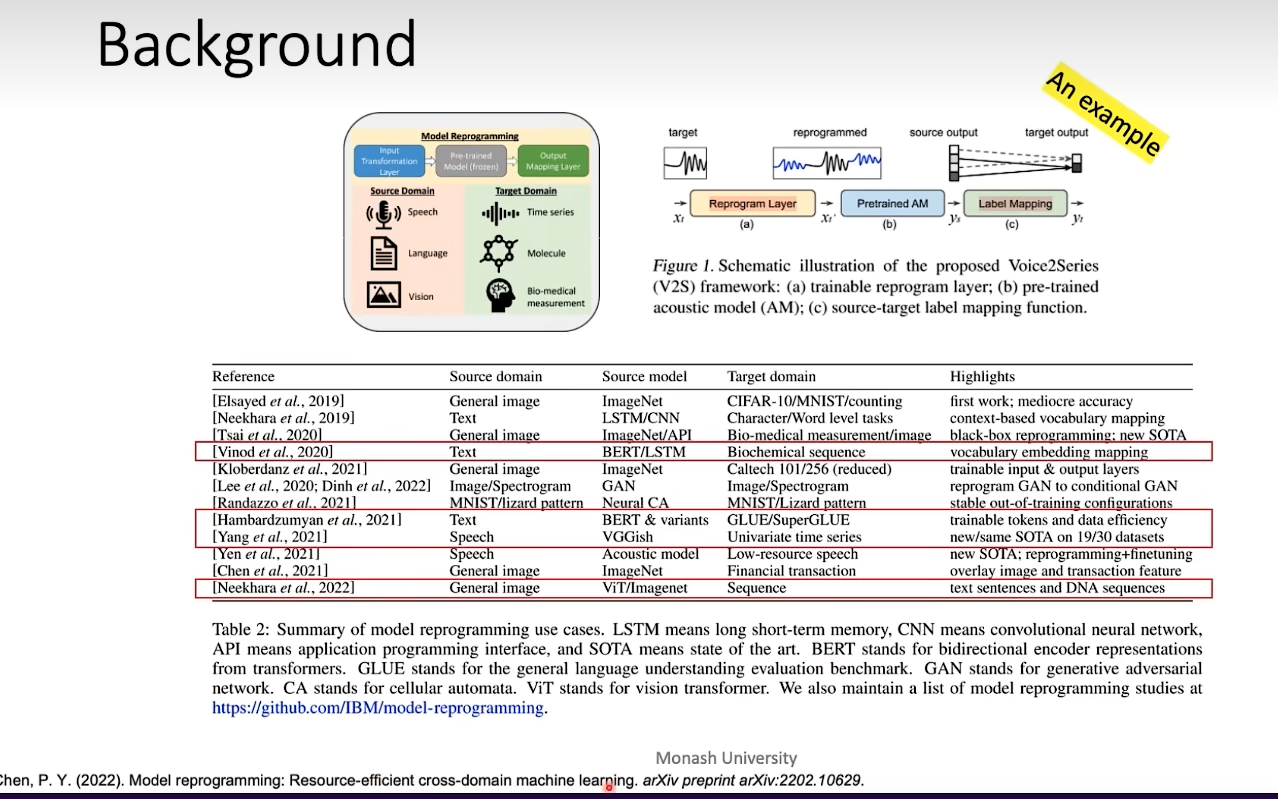 Background
An example
Model Reprogramming
Input Transformation Layer
Pre-trained Model (frozen)
Output Mapping Layer
Source Domain
Speech
Language
Vision
Target Domain
Time series
Molecule
Bio-medical measurement
target
reprogrammed
source output
target output
Reprogram Layer
Pretrained AM
Label Mapping
xₜ
(a)
xₜ'
(b)
yₛ
(c)
yₜ
Figure 1. Schematic illustration of the proposed Voice2Series
(V2S) framework: (a) trainable reprogram layer; (b) pre-trained
acoustic model (AM); (c) source-target label mapping function.
Reference Source domain Source model Target domain Highlights
[Elsayed et al., 2019] General image ImageNet CIFAR-10/MNIST/counting first work; mediocre accuracy
[Neekhara et al., 2019] Text LSTM/CNN Character/Word level tasks context-based vocabulary mapping
[Tsai et al., 2020] General image ImageNet/API Bio-medical measurement/image black-box reprogramming; new SOTA
[Vinod et al., 2020] Text BERT/LSTM Biochemical sequence vocabulary embedding mapping
[Kloberdanz et al., 2021] General image ImageNet Caltech 101/256 (reduced) trainable input & output layers
[Lee et al., 2020; Dinh et al., 2022] Image/Spectrogram GAN Image/Spectrogram reprogram GAN to conditional GAN
[Randazzo et al., 2021] MNIST/lizard pattern Neural CA MNIST/Lizard pattern stable out-of-training configurations
[Hambardzumyan et al., 2021] Text BERT & variants GLUE/SuperGLUE trainable tokens and data efficiency
[Yang et al., 2021] Speech VGGish Univariate time series new/same SOTA on 19/30 datasets
[Yen et al., 2021] Speech Acoustic model Low-resource speech new SOTA; reprogramming+finetuning
[Chen et al., 2021] General image ImageNet Financial transaction overlay image and transaction feature
[Neekhara et al., 2022] General image ViT/Imagenet Sequence text sentences and DNA sequences
Table 2: Summary of model reprogramming use cases. LSTM means long short-term memory, CNN means convolutional neural network,
API means application programming interface, and SOTA means state of the art. BERT stands for bidirectional encoder representations
from transformers. GLUE stands for the general language understanding evaluation benchmark. GAN stands for generative adversarial
network. CA stands for cellular automata. ViT stands for vision transformer. We also maintain a list of model reprogramming studies at
https://github.com/IBM/model-reprogramming.
Monash University
Chen, P. Y. (2022). Model reprogramming: Resource-efficient cross-domain machine learning. arXiv preprint arXiv:2202.10629.